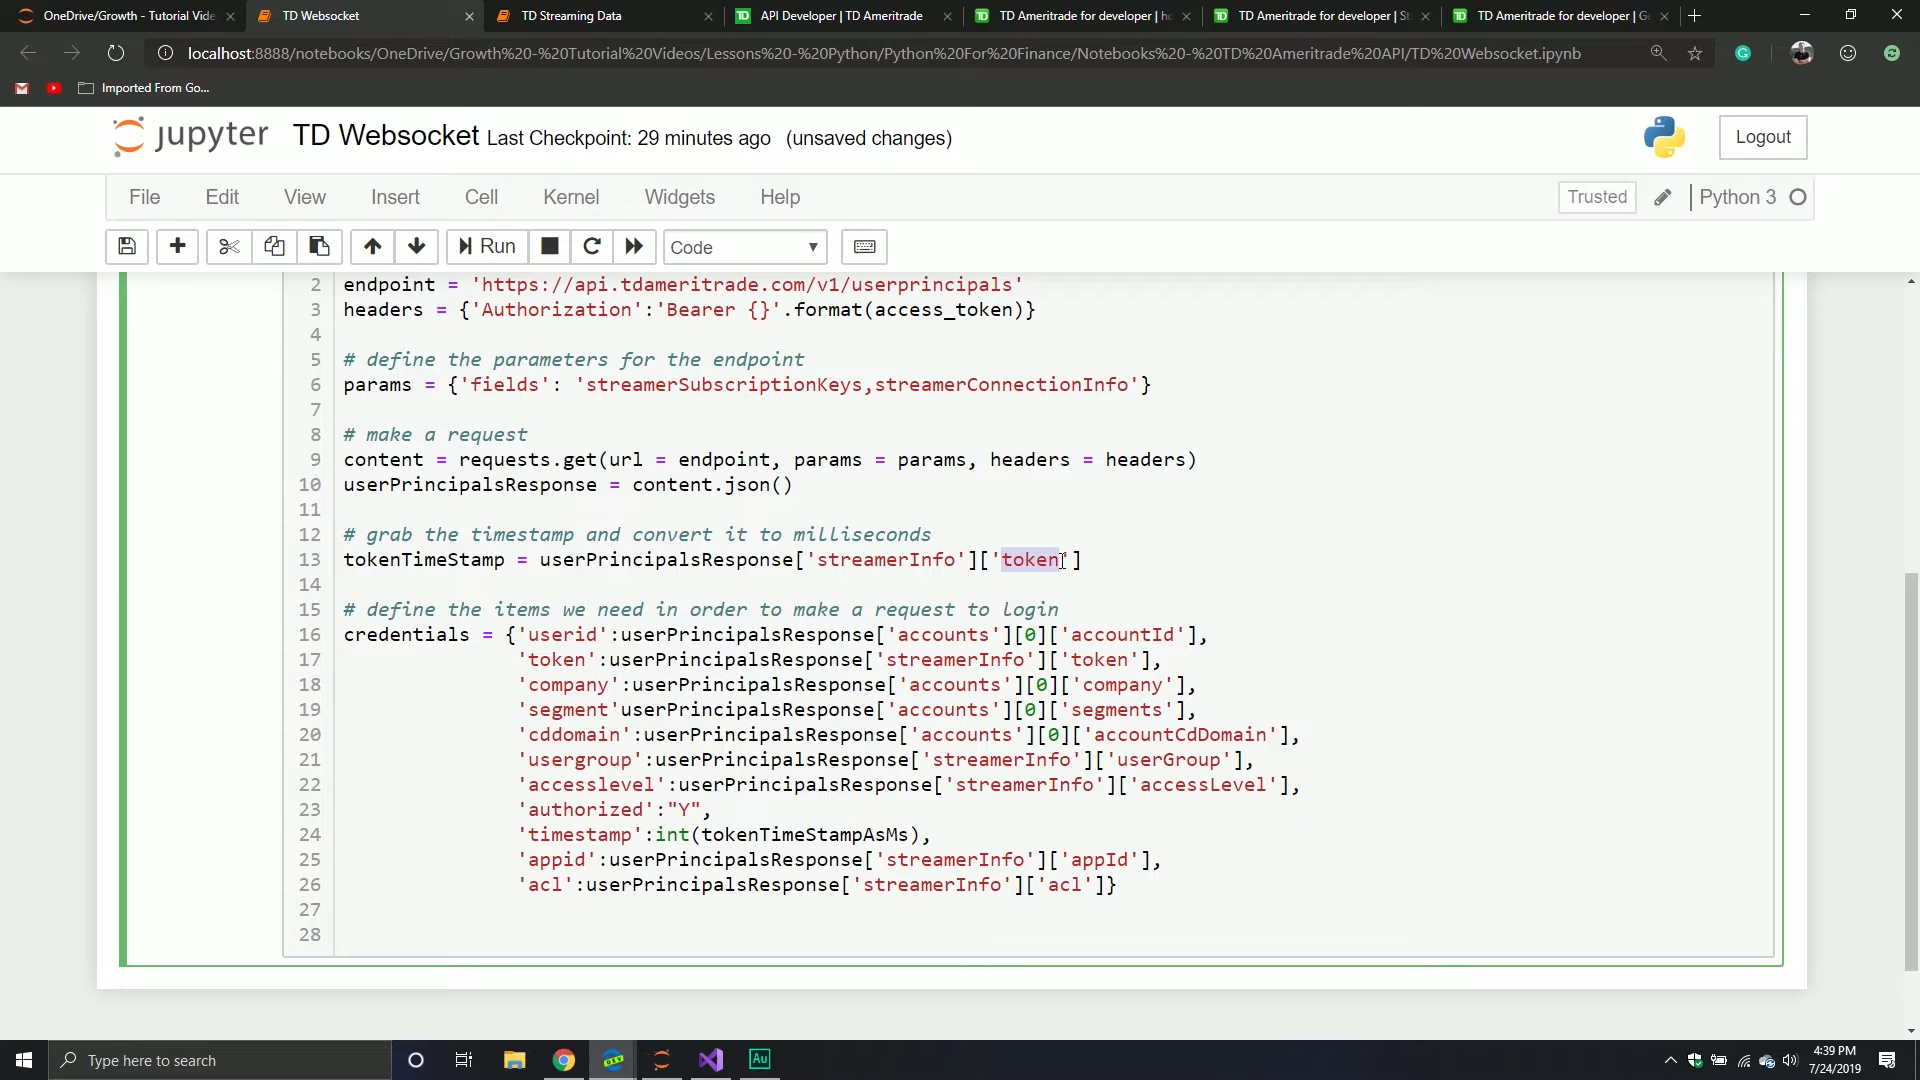 OneDrive/Growth - Tutorial Vide
TD Websocket
TD Streaming Data
TD API Developer | TD Ameritrade
TD TD Ameritrade for developer | ho
TD TD Ameritrade for developer | St
TD TD Ameritrade for developer | Ge
localhost:8888/notebooks/OneDrive/Growth%20-%20Tutorial%20Videos/Lessons%20-%20Python/Python%20For%20Finance/Notebooks%20-%20TD%20Ameritrade%20API/TD%20Websocket.ipynb
Imported From Go...
jupyter TD Websocket Last Checkpoint: 29 minutes ago (unsaved changes)
Logout
File Edit View Insert Cell Kernel Widgets Help
Trusted
Python 3
Run
Code
2 endpoint = 'https://api.tdameritrade.com/v1/userprincipals'
3 headers = {'Authorization':'Bearer {}'.format(access_token)}
4
5 # define the parameters for the endpoint
6 params = {'fields': 'streamerSubscriptionKeys,streamerConnectionInfo'}
7
8 # make a request
9 content = requests.get(url = endpoint, params = params, headers = headers)
10 userPrincipalsResponse = content.json()
11
12 # grab the timestamp and convert it to milliseconds
13 tokenTimeStamp = userPrincipalsResponse['streamerInfo']['token']
14
15 # define the items we need in order to make a request to login
16 credentials = {'userid':userPrincipalsResponse['accounts'][0]['accountId'],
17 'token':userPrincipalsResponse['streamerInfo']['token'],
18 'company':userPrincipalsResponse['accounts'][0]['company'],
19 'segment'userPrincipalsResponse['accounts'][0]['segments'],
20 'cddomain':userPrincipalsResponse['accounts'][0]['accountCdDomain'],
21 'usergroup':userPrincipalsResponse['streamerInfo']['userGroup'],
22 'accesslevel':userPrincipalsResponse['streamerInfo']['accessLevel'],
23 'authorized':"Y",
24 'timestamp':int(tokenTimeStampAsMs),
25 'appid':userPrincipalsResponse['streamerInfo']['appId'],
26 'acl':userPrincipalsResponse['streamerInfo']['acl']}
27
28
Type here to search
DEV
Au
4:39 PM
7/24/2019